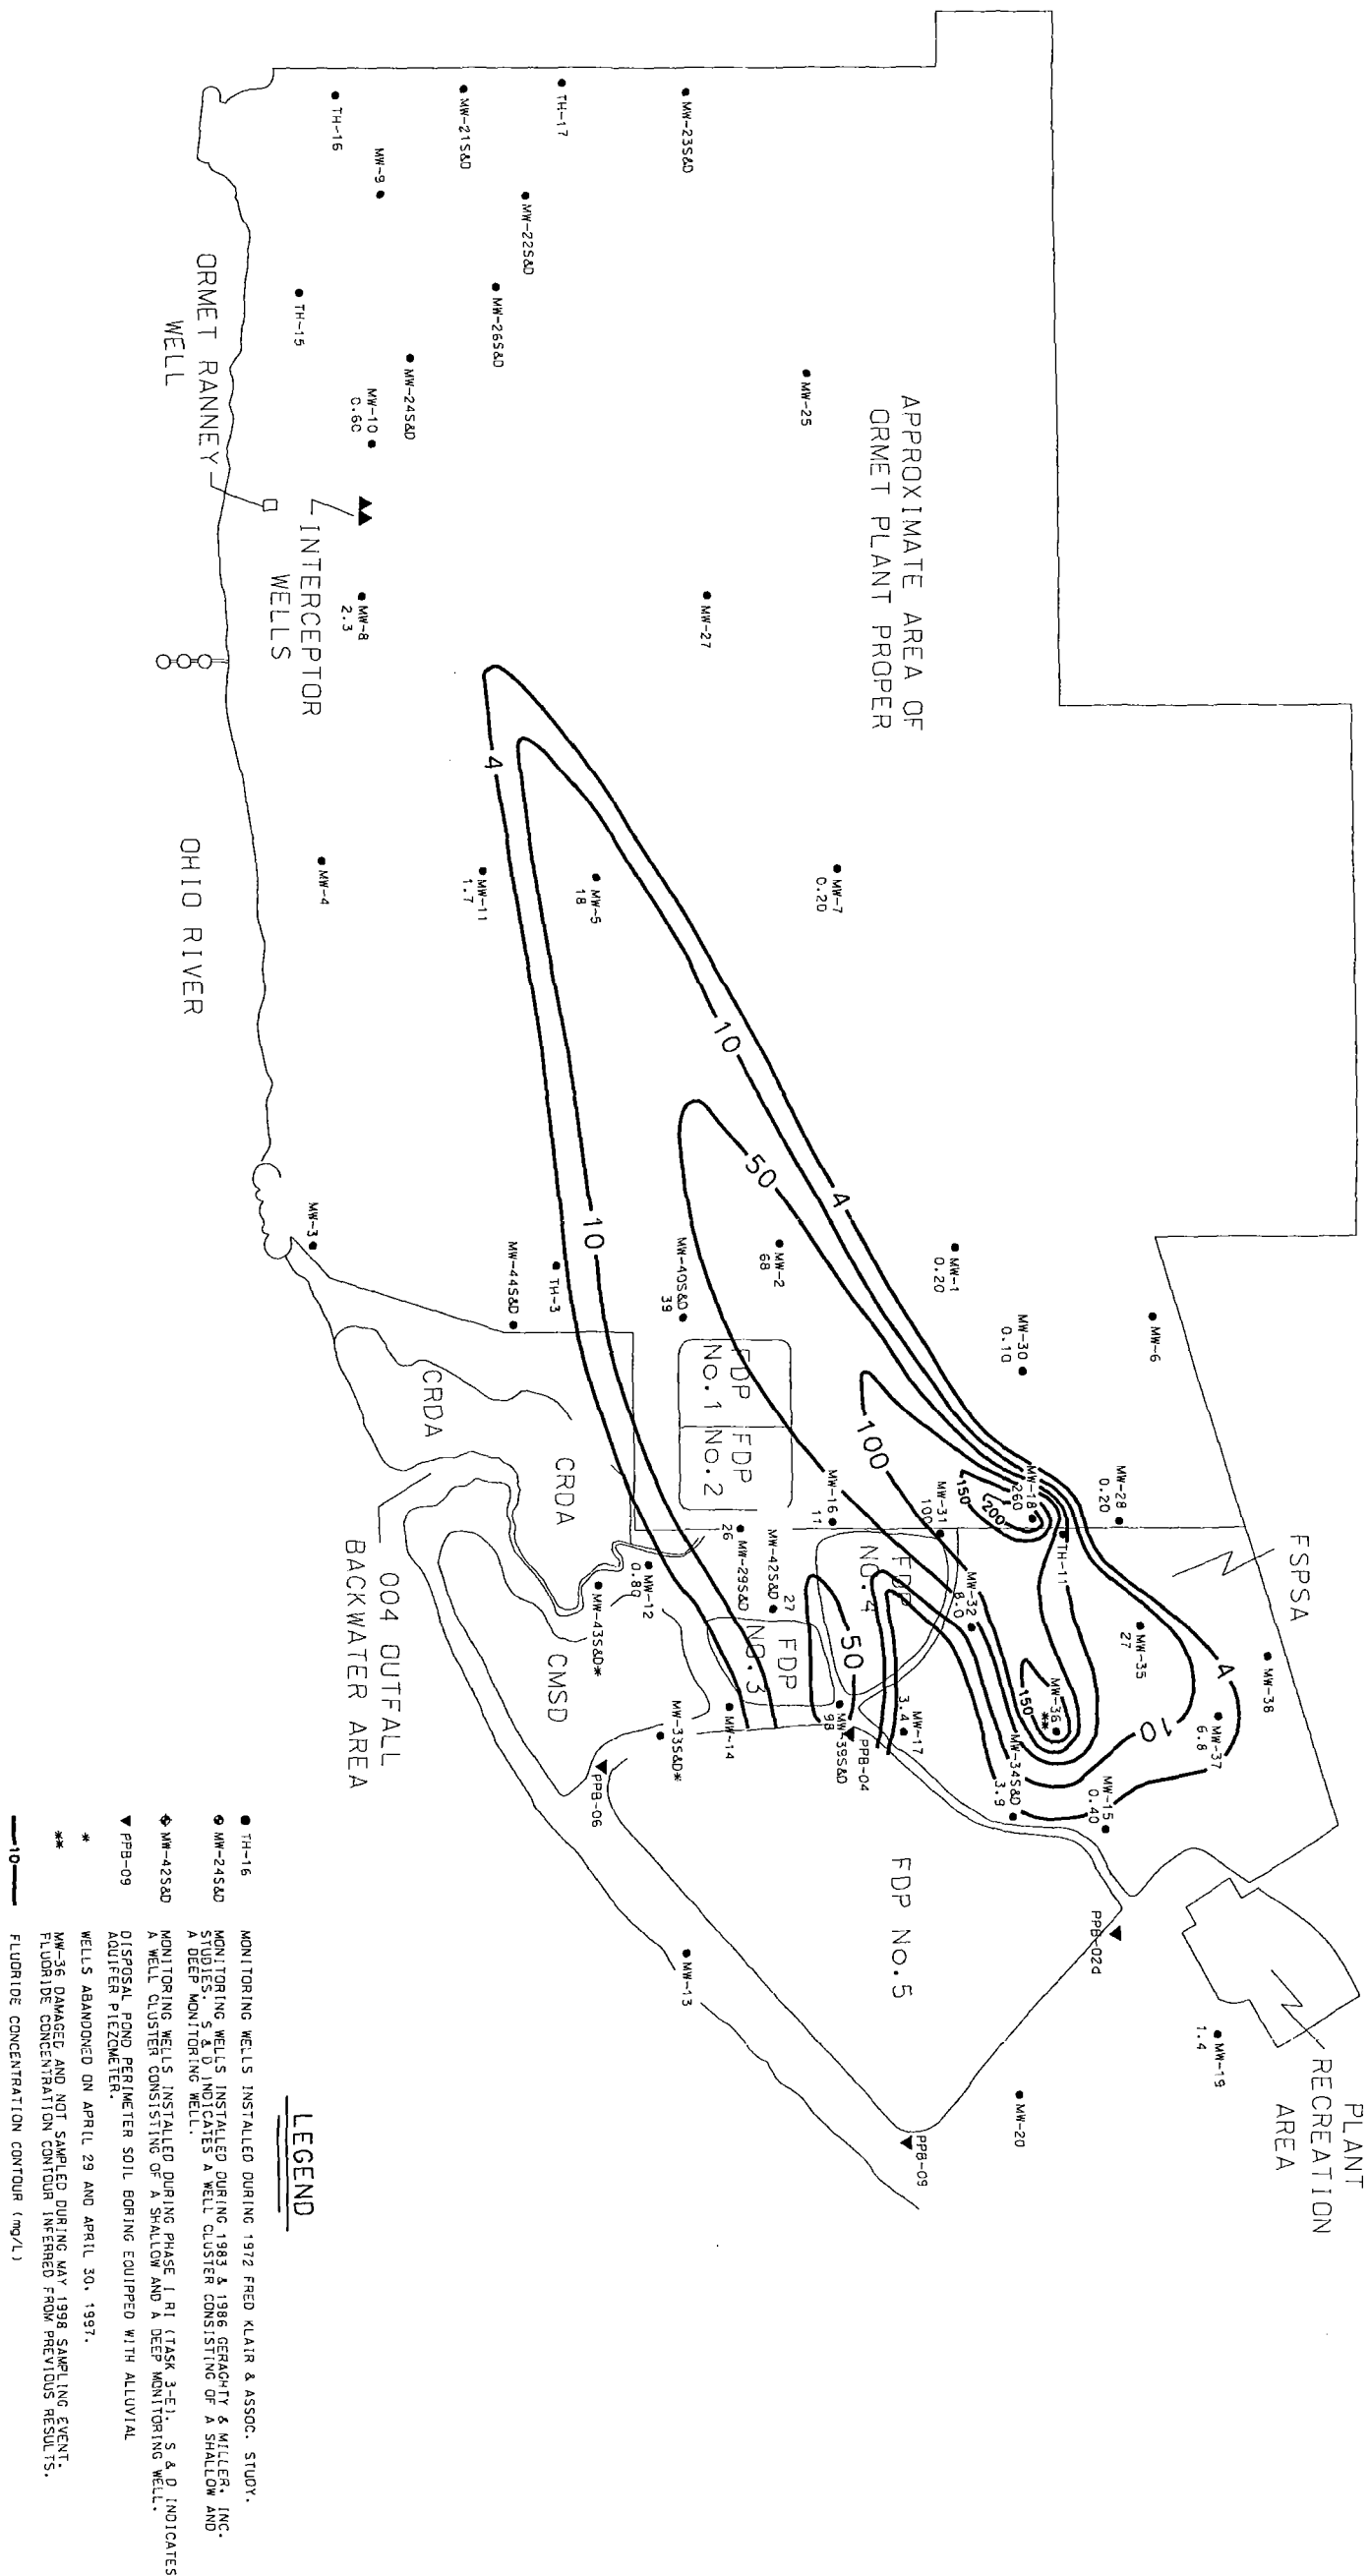 PLANT
RECREATION
AREA
FSPSA
APPROXIMATE AREA OF
ORMET PLANT PROPER
ORMET RANNEY
WELL
INTERCEPTOR
WELLS
OHIO RIVER
004 OUTFALL
BACKWATER AREA
CRDA
CRDA
CMSD
FDP
No.1
FDP
No.2
FDP
No.3
FDP
No.4
FDP No.5
MW-23S&D
TH-17
MW-21S&D
TH-16
MW-9
MW-22S&D
MW-26S&D
TH-15
MW-24S&D
MW-25
MW-10
0.60
MW-8
2.3
MW-27
MW-7
0.20
MW-5
18
MW-11
1.7
MW-4
MW-6
MW-1
0.20
MW-30
0.10
MW-2
68
MW-40S&D
39
TH-3
MW-44S&D
MW-3
MW-28
0.20
MW-18
260
TH-11
MW-31
100
MW-16
11
MW-29S&D
26
MW-42S&D
27
MW-12
0.80
MW-43S&D*
MW-32
8.0
MW-35
27
MW-38
MW-37
6.8
MW-36
**
MW-15
0.40
MW-34S&D
3.9
MW-17
3.4
PPB-04
MW-39S&D
98
MW-14
MW-33S&D*
PPB-06
MW-13
PPB-02d
MW-19
1.4
MW-20
PPB-09
4
4
4
10
10
10
50
50
100
150
200
150
LEGEND
TH-16 MONITORING WELLS INSTALLED DURING 1972 FRED KLAIR & ASSOC. STUDY.
MW-24S&D MONITORING WELLS INSTALLED DURING 1983 & 1986 GERAGHTY & MILLER, INC.
STUDIES. S & D INDICATES A WELL CLUSTER CONSISTING OF A SHALLOW AND
A DEEP MONITORING WELL.
MW-42S&D MONITORING WELLS INSTALLED DURING PHASE I RI (TASK 3-E). S & D INDICATES
A WELL CLUSTER CONSISTING OF A SHALLOW AND A DEEP MONITORING WELL.
PPB-09 DISPOSAL POND PERIMETER SOIL BORING EQUIPPED WITH ALLUVIAL
AQUIFER PIEZOMETER.
* WELLS ABANDONED ON APRIL 29 AND APRIL 30, 1997.
** MW-36 DAMAGED AND NOT SAMPLED DURING MAY 1998 SAMPLING EVENT.
FLUORIDE CONCENTRATION CONTOUR INFERRED FROM PREVIOUS RESULTS.
10 FLUORIDE CONCENTRATION CONTOUR (mg/L)